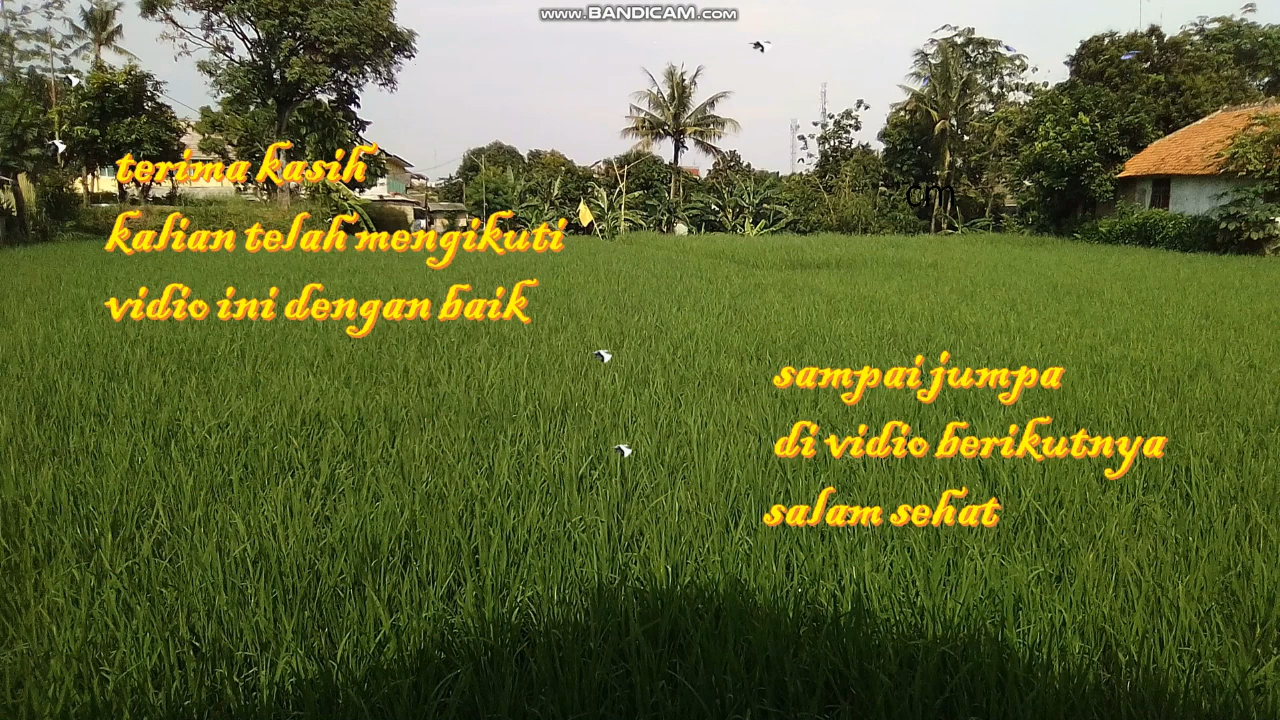 www.BANDICAM.com
terima kasih
cm
kalian telah mengikuti
vidio ini dengan baik
sampai jumpa
di vidio berikutnya
salam sehat